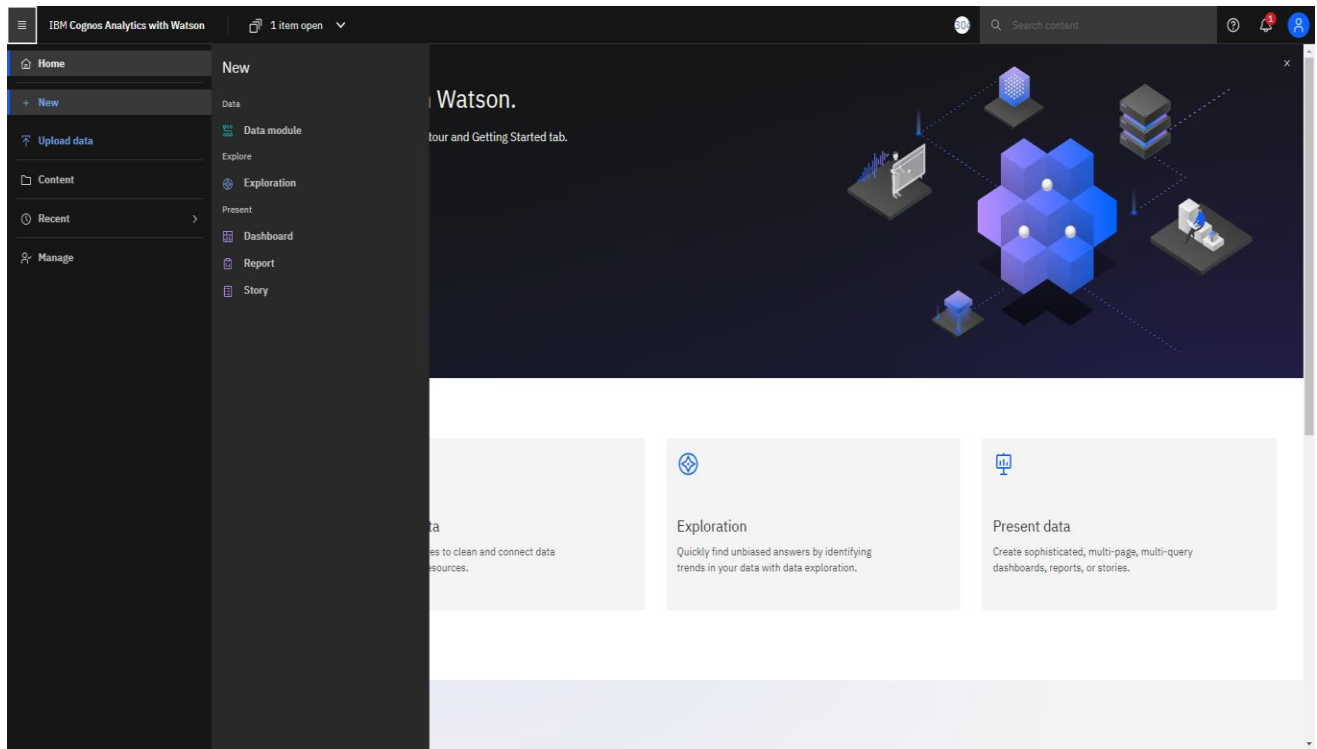 IBM Cognos Analytics with Watson
1 item open
304
Search content
1
Home
New
Upload data
Content
Recent
Manage
New
Data
Data module
Explore
Exploration
Present
Dashboard
Report
Story
Watson.
tour and Getting Started tab.
ta
es to clean and connect data
sources.
Exploration
Quickly find unbiased answers by identifying
trends in your data with data exploration.
Present data
Create sophisticated, multi-page, multi-query
dashboards, reports, or stories.